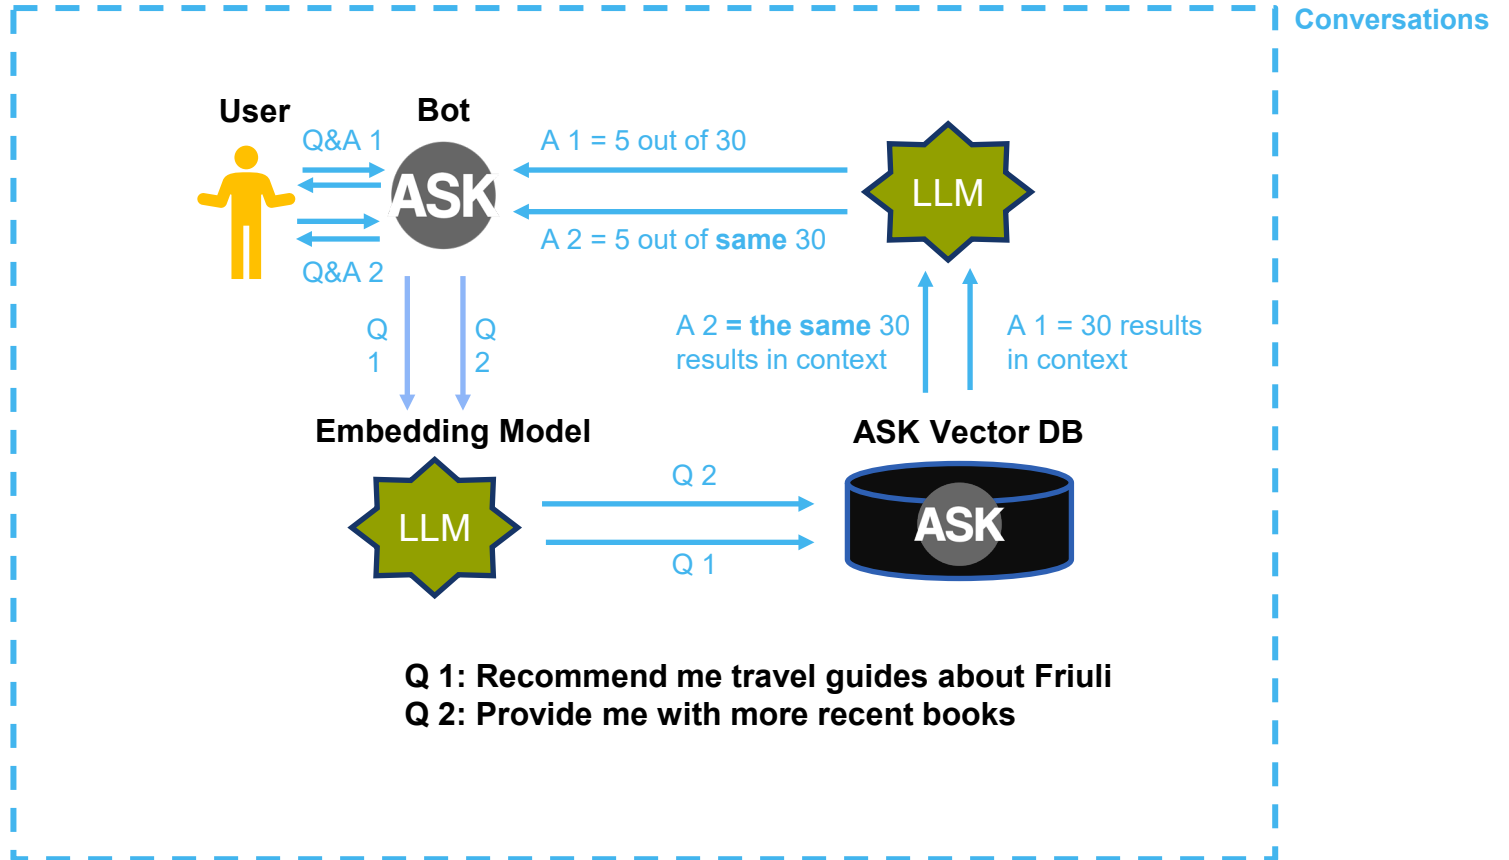 Conversations
User
Bot
Q&A 1
A 1 = 5 out of 30
ASK
LLM
A 2 = 5 out of same 30
Q&A 2
Q
1
Q
2
A 2 = the same 30
results in context
A 1 = 30 results
in context
Embedding Model
ASK Vector DB
LLM
Q 2
ASK
Q 1
Q 1: Recommend me travel guides about Friuli
Q 2: Provide me with more recent books